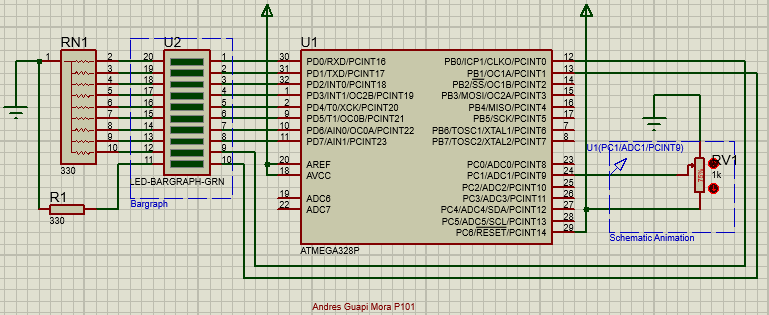 RN1
1
2
3
4
5
6
7
8
9
10
330
U2
20
19
18
17
16
15
14
13
12
11
1
2
3
4
5
6
7
8
9
10
LED-BARGRAPH-GRN
Bargraph
R1
330
U1
30 PD0/RXD/PCINT16
31 PD1/TXD/PCINT17
32 PD2/INT0/PCINT18
1 PD3/INT1/OC2B/PCINT19
2 PD4/T0/XCK/PCINT20
9 PD5/T1/OC0B/PCINT21
10 PD6/AIN0/OC0A/PCINT22
11 PD7/AIN1/PCINT23
20 AREF
18 AVCC
19 ADC6
22 ADC7
PB0/ICP1/CLKO/PCINT0 12
PB1/OC1A/PCINT1 13
PB2/SS/OC1B/PCINT2 14
PB3/MOSI/OC2A/PCINT3 15
PB4/MISO/PCINT4 16
PB5/SCK/PCINT5 17
PB6/TOSC1/XTAL1/PCINT6 7
PB7/TOSC2/XTAL2/PCINT7 8
PC0/ADC0/PCINT8 23
PC1/ADC1/PCINT9 24
PC2/ADC2/PCINT10 25
PC3/ADC3/PCINT11 26
PC4/ADC4/SDA/PCINT12 27
PC5/ADC5/SCL/PCINT13 28
PC6/RESET/PCINT14 29
ATMEGA328P
U1(PC1/ADC1/PCINT9)
RV1
1k
Schematic Animation
Andres Guapi Mora P101